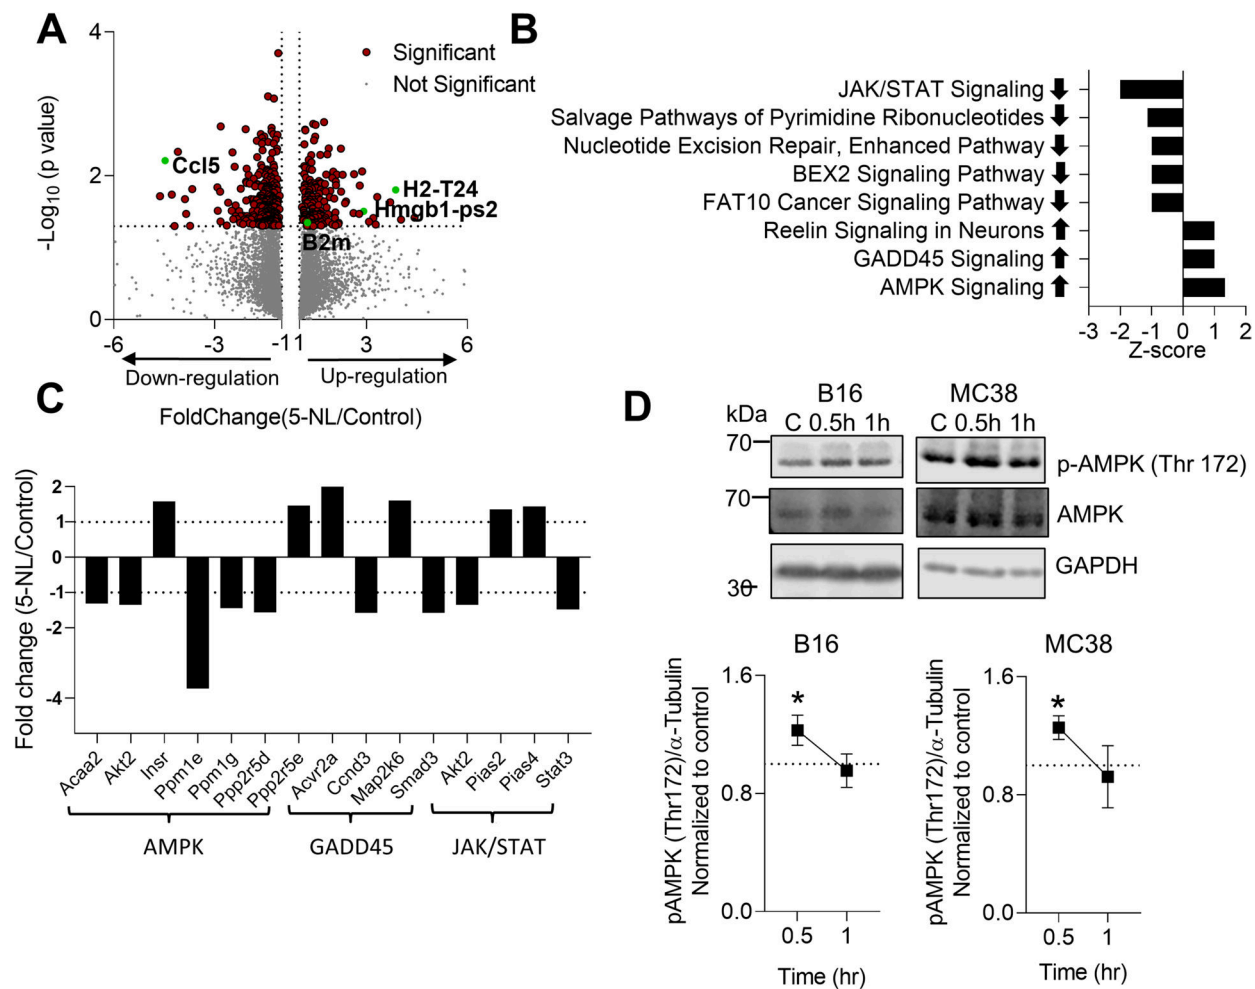 A
4
2
0
-Log10 (p value)
Significant
Not Significant
Ccl5
H2-T24
Hmgb1-ps2
B2m
-6
-3
-1
1
3
6
Down-regulation
Up-regulation
FoldChange(5-NL/Control)
B
JAK/STAT Signaling
Salvage Pathways of Pyrimidine Ribonucleotides
Nucleotide Excision Repair, Enhanced Pathway
BEX2 Signaling Pathway
FAT10 Cancer Signaling Pathway
Reelin Signaling in Neurons
GADD45 Signaling
AMPK Signaling
-3 -2 -1 0 1 2
Z-score
C
Fold change (5-NL/Control)
2
1
0
-1
-2
-4
Acaa2
Akt2
Insr
Ppm1e
Ppm1g
Ppp2r5d
Ppp2r5e
Acvr2a
Ccnd3
Map2k6
Smad3
Akt2
Pias2
Pias4
Stat3
AMPK
GADD45
JAK/STAT
D
B16
MC38
kDa
C 0.5h 1h
C 0.5h 1h
70
p-AMPK (Thr 172)
70
AMPK
GAPDH
30
B16
pAMPK (Thr172)/α-Tubulin
Normalized to control
1.6
0.8
0.0
*
0.5
1
Time (hr)
MC38
pAMPK (Thr172)/α-Tubulin
Normalized to control
1.6
0.8
0.0
*
0.5
1
Time (hr)